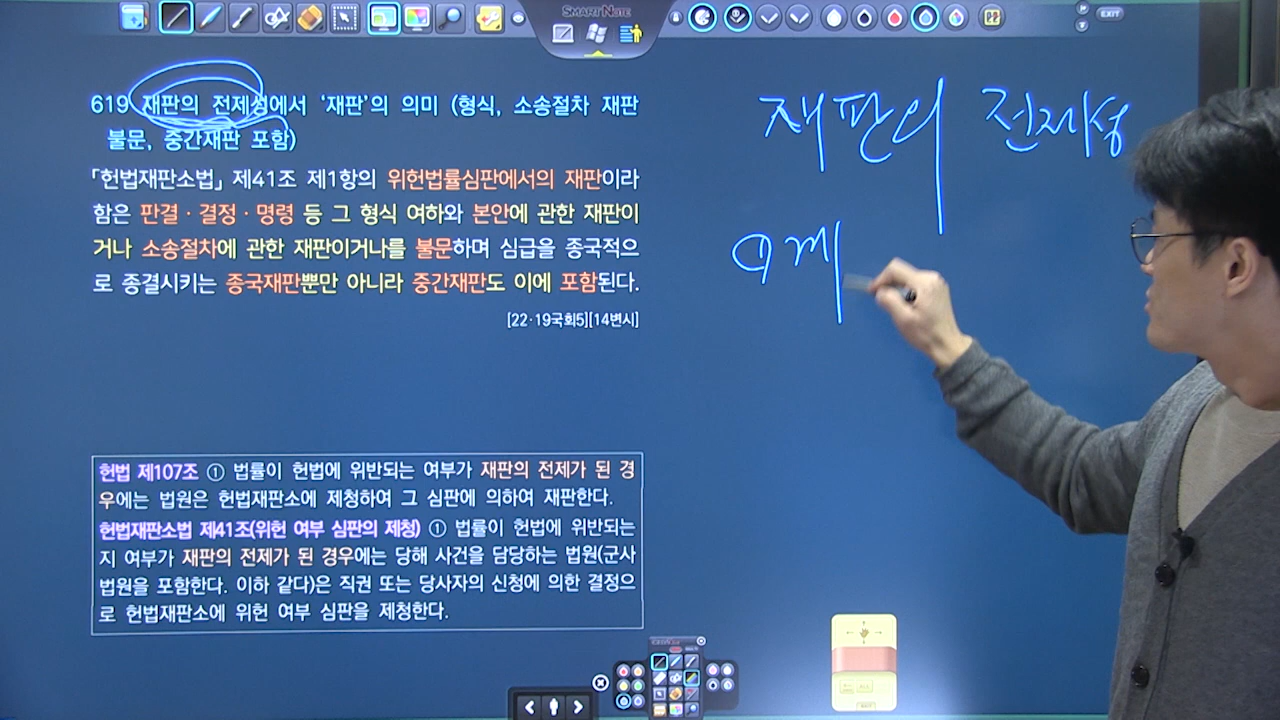 SMART NOTE
EXIT
619 재판의 전제성에서 '재판'의 의미 (형식, 소송절차 재판
불문, 중간재판 포함)
「헌법재판소법」 제41조 제1항의 위헌법률심판에서의 재판이라
함은 판결·결정·명령 등 그 형식 여하와 본안에 관한 재판이
거나 소송절차에 관한 재판이거나를 불문하며 심급을 종국적으
로 종결시키는 종국재판뿐만 아니라 중간재판도 이에 포함된다.
[22·19국회5][14변시]
헌법 제107조 ① 법률이 헌법에 위반되는 여부가 재판의 전제가 된 경
우에는 법원은 헌법재판소에 제청하여 그 심판에 의하여 재판한다.
헌법재판소법 제41조(위헌 여부 심판의 제청) ① 법률이 헌법에 위반되는
지 여부가 재판의 전제가 된 경우에는 당해 사건을 담당하는 법원(군사
법원을 포함한다. 이하 같다)은 직권 또는 당사자의 신청에 의한 결정으
로 헌법재판소에 위헌 여부 심판을 제청한다.
재판의 전제성